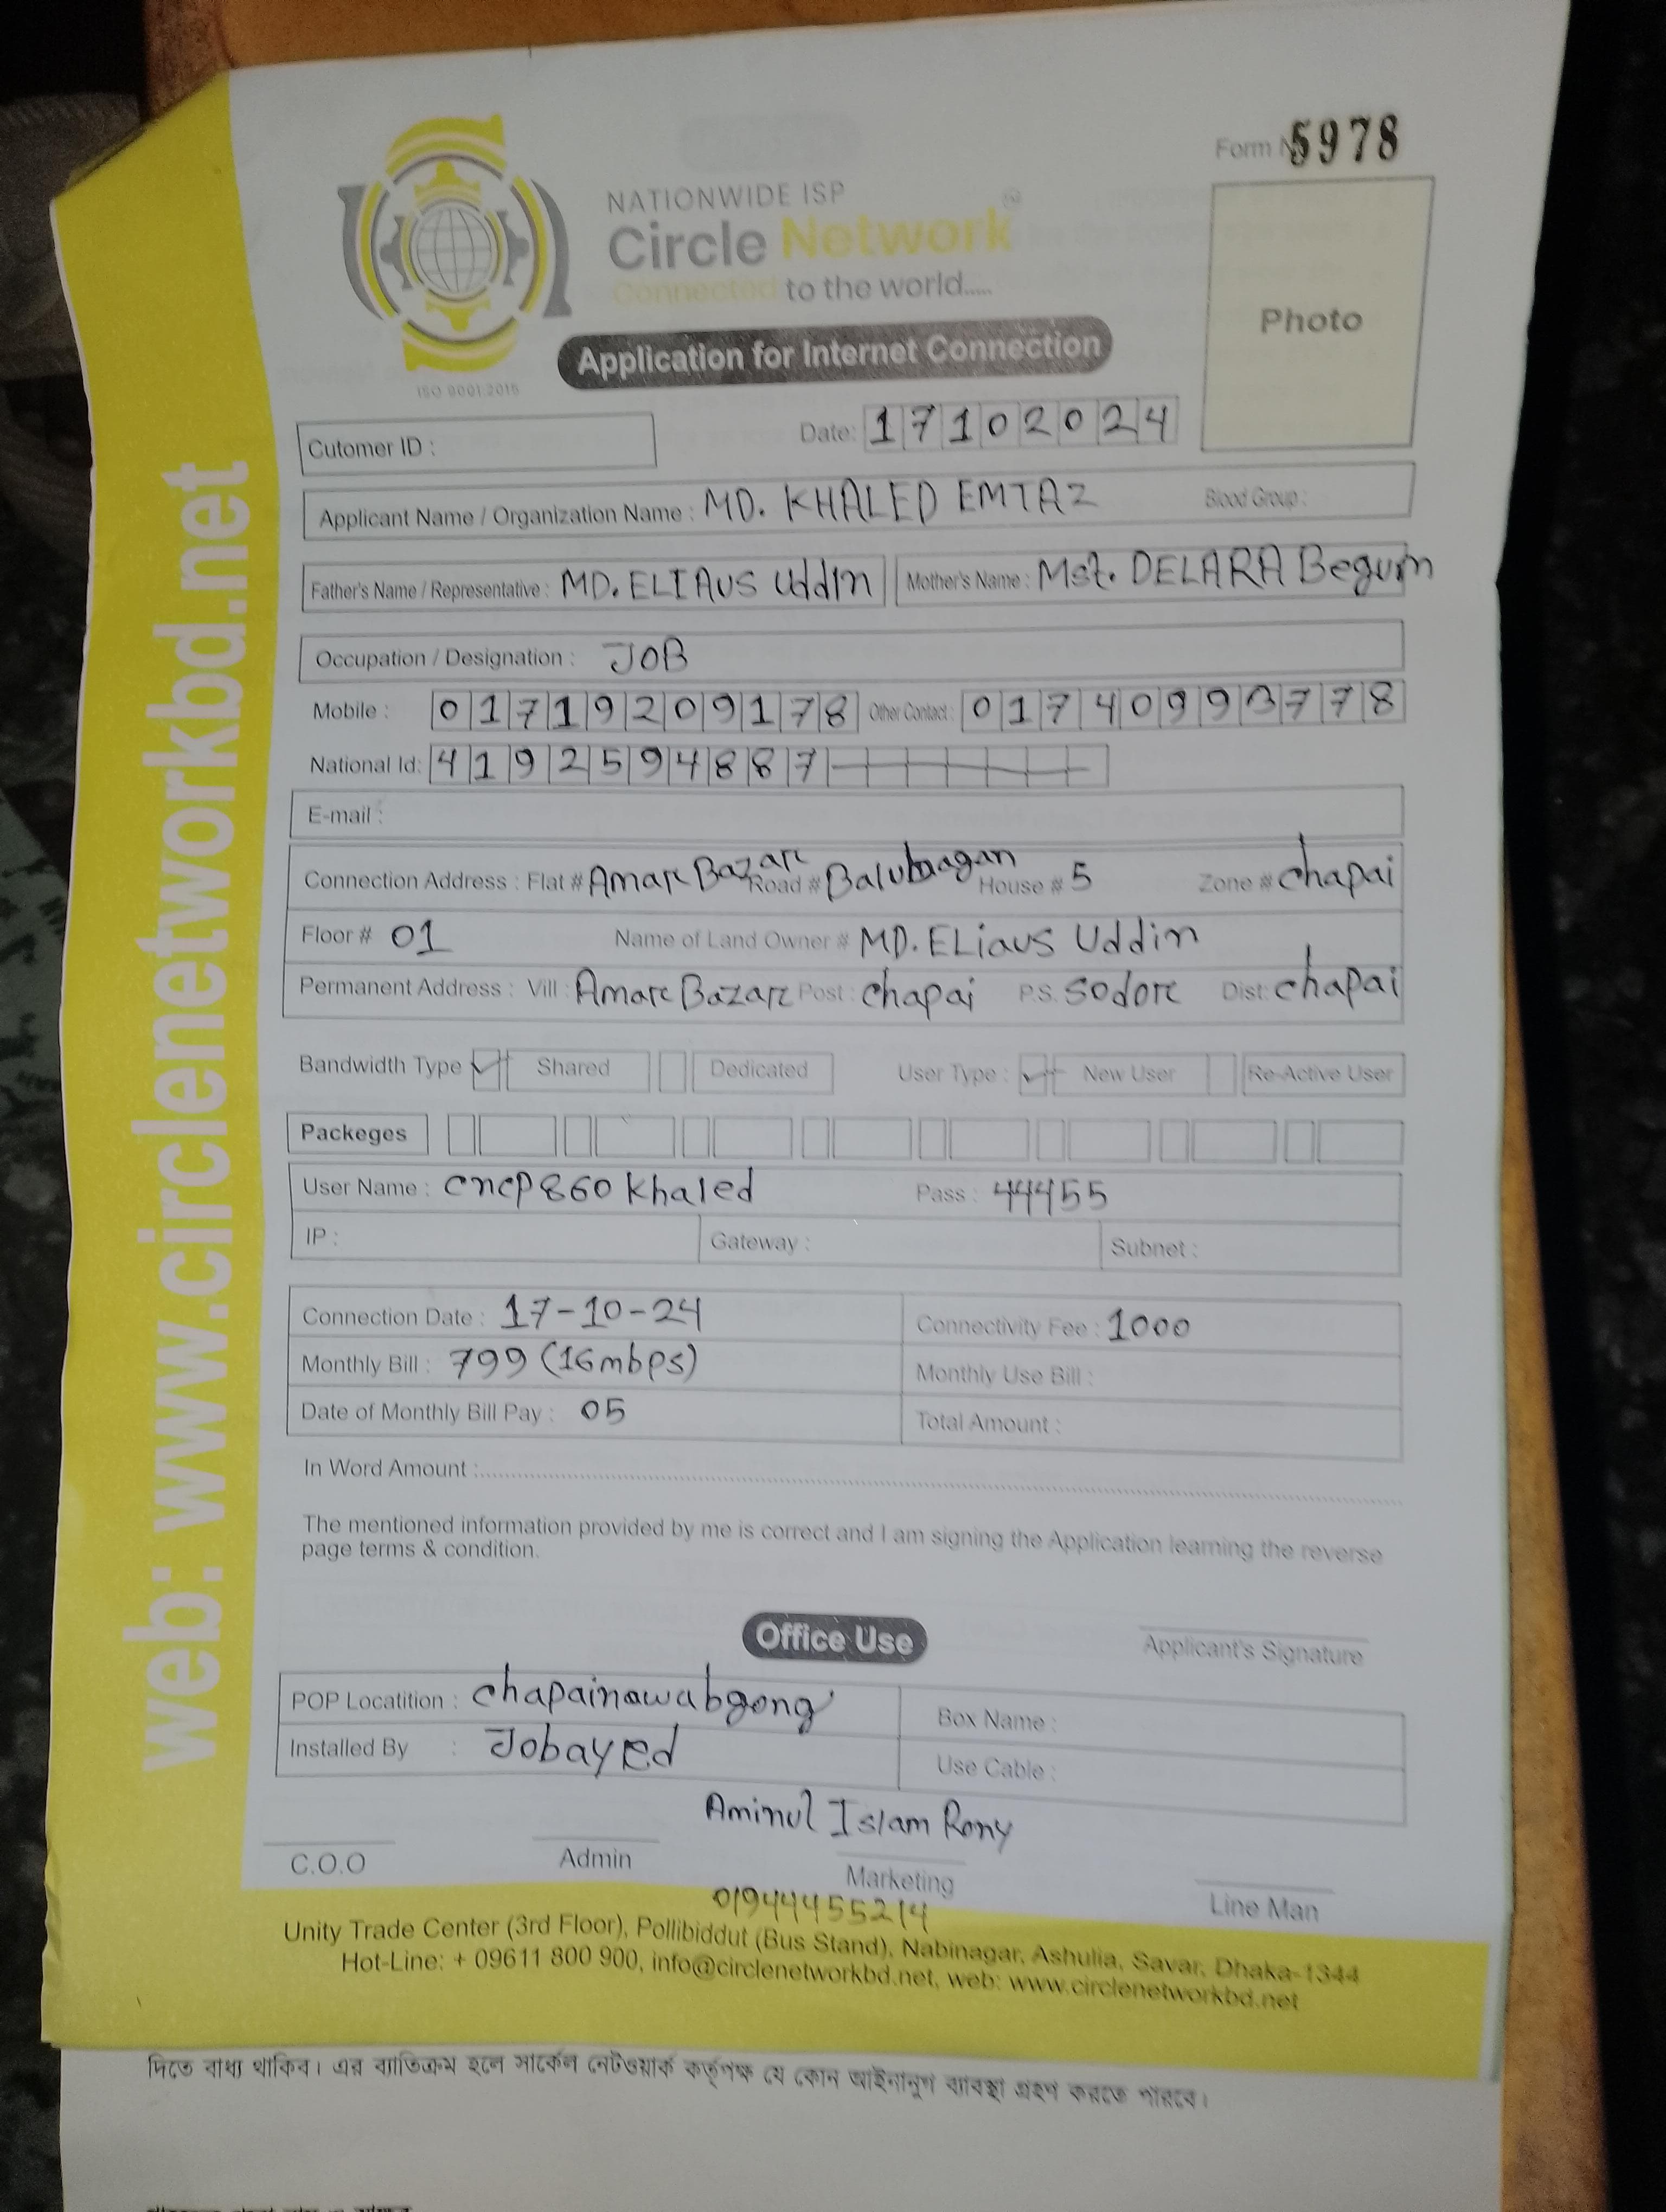 Form No 5978
NATIONWIDE ISP
Circle Network
Connected to the world.....
ISO 9001:2015
Application for Internet Connection
Photo
Cutomer ID :
Date: 17102024
Applicant Name / Organization Name : MD. KHALED EMTAZ Blood Group :
Father's Name / Representative : MD. ELIAUS Uddin Mother's Name : Mst. DELARA Begum
Occupation / Designation : JOB
Mobile : 01719209178 Other Contact : 01740993778
National Id: 4192594887
E-mail :
Connection Address : Flat # Amar Bazar Road # Balubaagan House # 5 Zone # chapai
Floor # 01 Name of Land Owner # MD. ELiaus Uddin
Permanent Address : Vill : Amar Bazar Post : chapai P.S. Sodor Dist: chapai
Bandwidth Type Shared Dedicated User Type : New User Re-Active User
Packeges
User Name : cncp860khaled Pass : 44455
IP : Gateway : Subnet :
Connection Date : 17-10-24 Connectivity Fee : 1000
Monthly Bill : 799 (16mbps) Monthly Use Bill :
Date of Monthly Bill Pay : 05 Total Amount :
In Word Amount :
The mentioned information provided by me is correct and I am signing the Application learning the reverse
page terms & condition.
Applicant's Signature
Office Use
POP Locatition : chapainawabgong Box Name :
Installed By : Jobayed Use Cable :
Aminul Islam Rony
C.O.O Admin Marketing Line Man
01944455214
Unity Trade Center (3rd Floor), Pollibiddut (Bus Stand), Nabinagar, Ashulia, Savar, Dhaka-1344
Hot-Line: + 09611 800 900, info@circlenetworkbd.net, web: www.circlenetworkbd.net
web: www.circlenetworkbd.net
দিতে বাধ্য থাকিব। এর ব্যাতিক্রম হলে সার্কেল নেটওয়ার্ক কর্তৃপক্ষ যে কোন আইনানুগ ব্যাবস্থা গ্রহণ করতে পারবে।